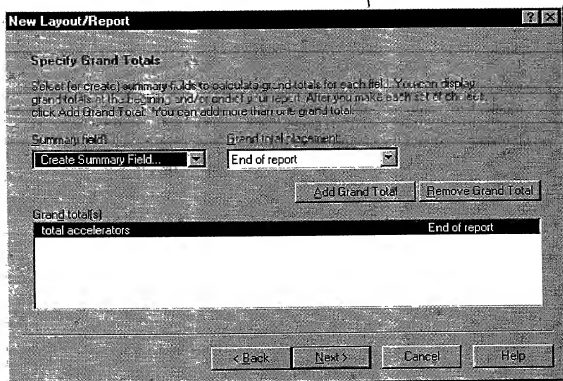 New Layout/Report
Specify Grand Totals
Select (or create) summary fields to calculate grand totals for each field. You can display
grand totals at the begining and/or end of your report. After you make each set of choices,
click Add Grand Total. You can add more than one grand total.
Summary field: Grand total placement:
Create Summary Field... End of report
Add Grand Total Remove Grand Total
Grand total(s)
total accelerators End of report
< Back Next > Cancel Help